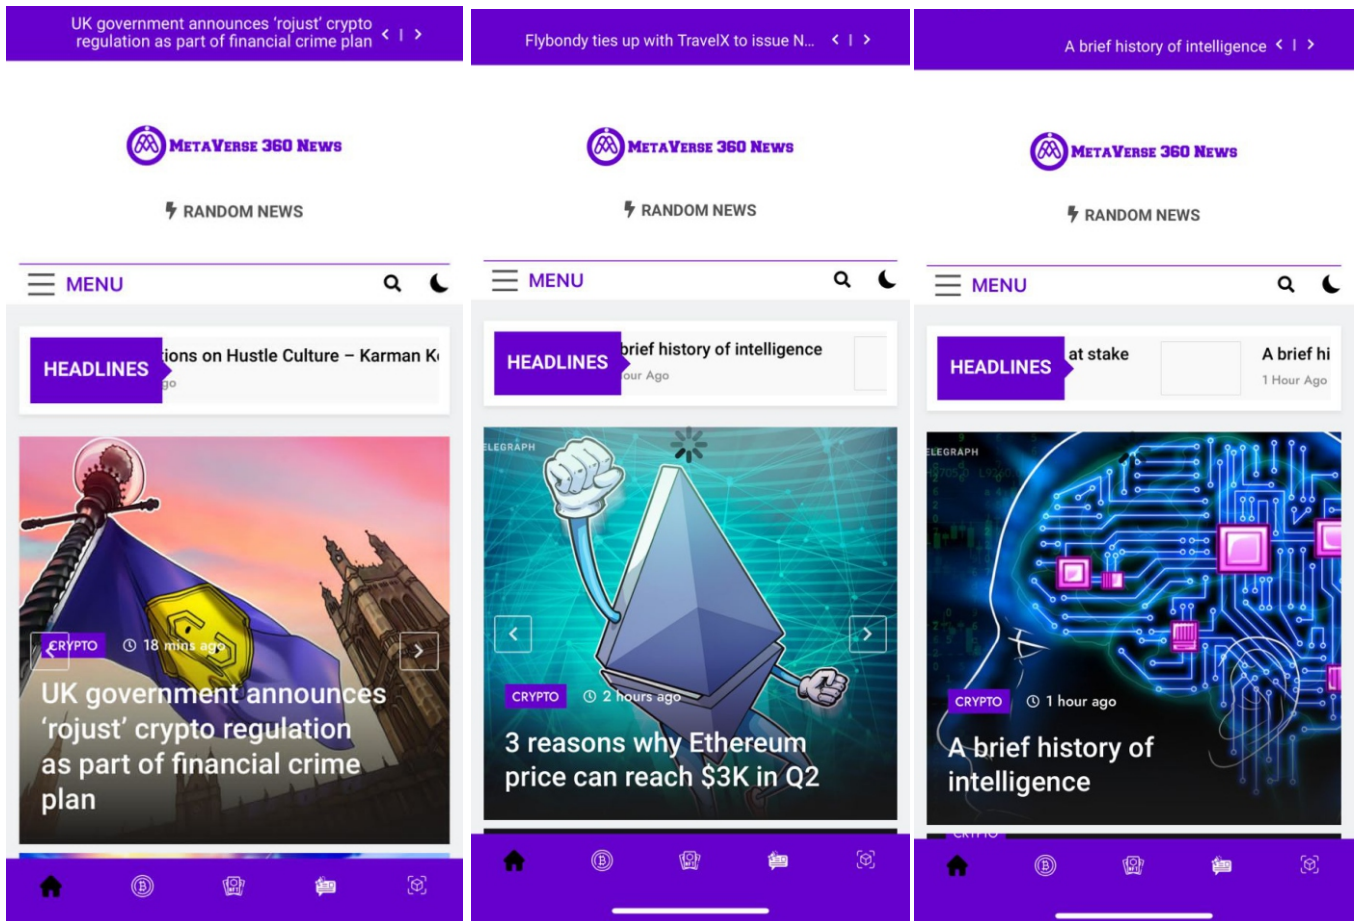 UK government announces ‘rojust’ crypto
regulation as part of financial crime plan
METAVERSE 360 NEWS
RANDOM NEWS
MENU
HEADLINES
ions on Hustle Culture – Karman
go
CRYPTO
18 mins ago
UK government announces
‘rojust’ crypto regulation
as part of financial crime
plan
Flybondy ties up with TravelX to issue N...
METAVERSE 360 NEWS
RANDOM NEWS
MENU
HEADLINES
brief history of intelligence
our Ago
ELEGRAPH
CRYPTO
2 hours ago
3 reasons why Ethereum
price can reach $3K in Q2
A brief history of intelligence
METAVERSE 360 NEWS
RANDOM NEWS
MENU
HEADLINES
at stake
A brief hi
1 Hour Ago
ELEGRAPH
CRYPTO
1 hour ago
A brief history of
intelligence
CRYPTO